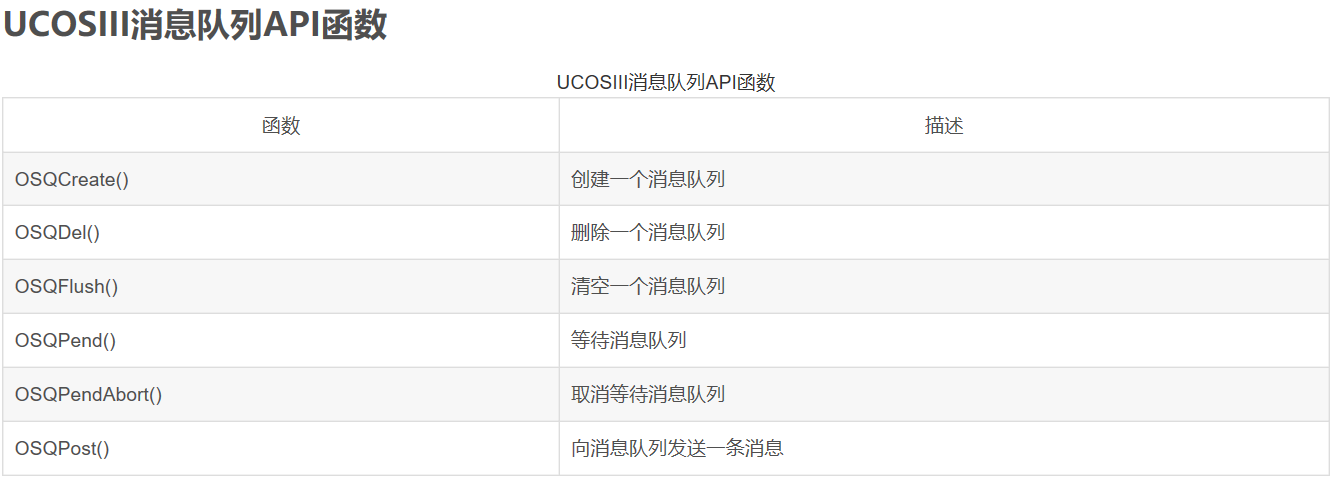 UCOSIII消息队列API函数
UCOSIII消息队列API函数
函数 描述
OSQCreate() 创建一个消息队列
OSQDel() 删除一个消息队列
OSQFlush() 清空一个消息队列
OSQPend() 等待消息队列
OSQPendAbort() 取消等待消息队列
OSQPost() 向消息队列发送一条消息